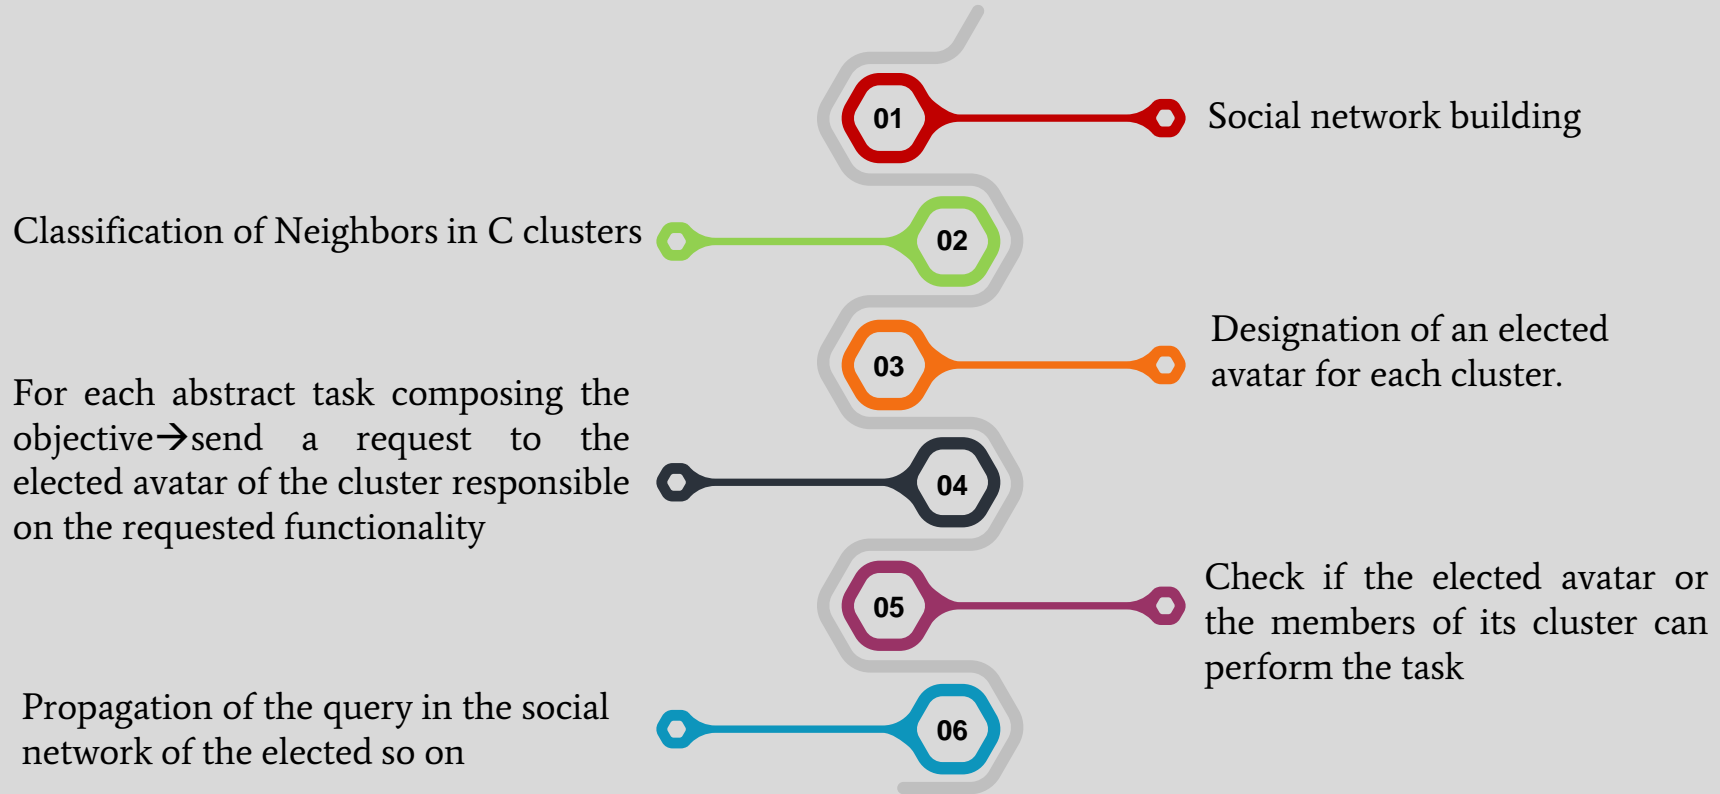 01
Social network building
Classification of Neighbors in C clusters
02
03
Designation of an elected
avatar for each cluster.
For each abstract task composing the
objective→send a request to the
elected avatar of the cluster responsible
on the requested functionality
04
05
Check if the elected avatar or
the members of its cluster can
perform the task
Propagation of the query in the social
network of the elected so on
06